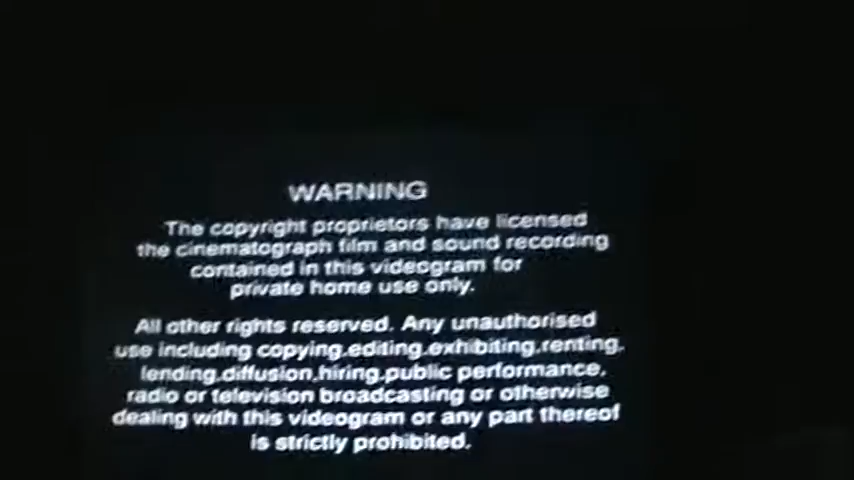 WARNING
The copyright proprietors have licensed
the cinematograph film and sound recording
contained in this videogram for
private home use only.
All other rights reserved. Any unauthorised
use including copying,editing,exhibiting,renting,
lending,diffusion,hiring,public performance,
radio or television broadcasting or otherwise
dealing with this videogram or any part thereof
is strictly prohibited.